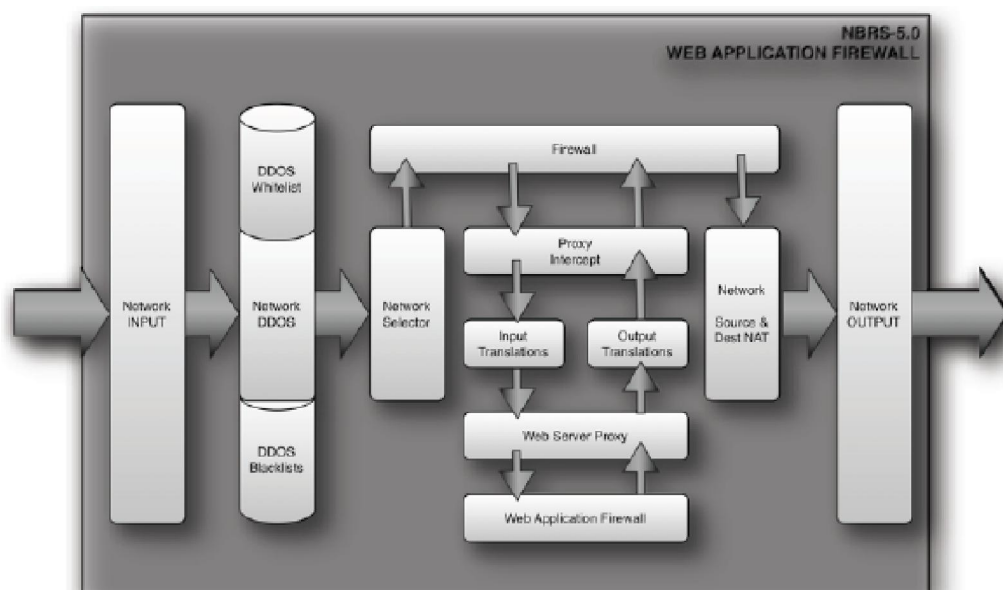 NBRS-5.0
WEB APPLICATION FIREWALL
Network
INPUT
DDOS
Whitelist
Network
DDOS
DDOS
Blacklists
Network
Selector
Firewall
Proxy
Intercept
Input
Translations
Output
Translations
Web Server Proxy
Web Application Firewall
Network
Source &
Dest NAT
Network
OUTPUT